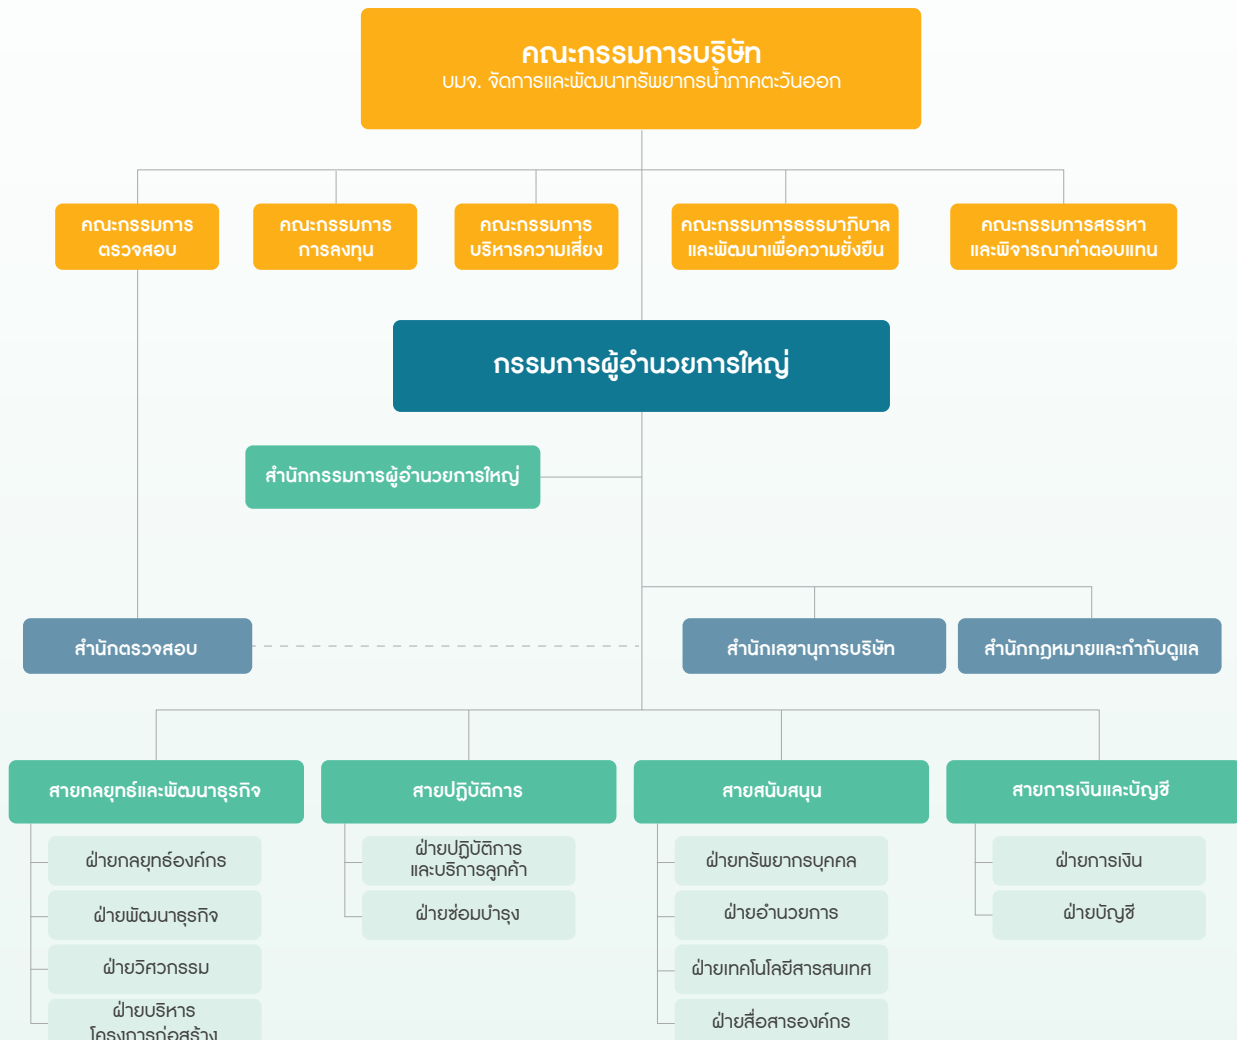 คณะกรรมการบริษัท
บมจ. จัดการและพัฒนาทรัพยากรน้ำภาคตะวันออก
คณะกรรมการ
ตรวจสอบ
คณะกรรมการ
การลงทุน
คณะกรรมการ
บริหารความเสี่ยง
คณะกรรมการธรรมาภิบาล
และพัฒนาเพื่อความยั่งยืน
คณะกรรมการสรรหา
และพิจารณาค่าตอบแทน
กรรมการผู้อำนวยการใหญ่
สำนักกรรมการผู้อำนวยการใหญ่
สำนักตรวจสอบ
สำนักเลขานุการบริษัท
สำนักกฎหมายและกำกับดูแล
สายกลยุทธ์และพัฒนาธุรกิจ
ฝ่ายกลยุทธ์องค์กร
ฝ่ายพัฒนาธุรกิจ
ฝ่ายวิศวกรรม
ฝ่ายบริหาร
โครงการก่อสร้าง
สายปฏิบัติการ
ฝ่ายปฏิบัติการ
และบริการลูกค้า
ฝ่ายซ่อมบำรุง
สายสนับสนุน
ฝ่ายทรัพยากรบุคคล
ฝ่ายอำนวยการ
ฝ่ายเทคโนโลยีสารสนเทศ
ฝ่ายสื่อสารองค์กร
สายการเงินและบัญชี
ฝ่ายการเงิน
ฝ่ายบัญชี